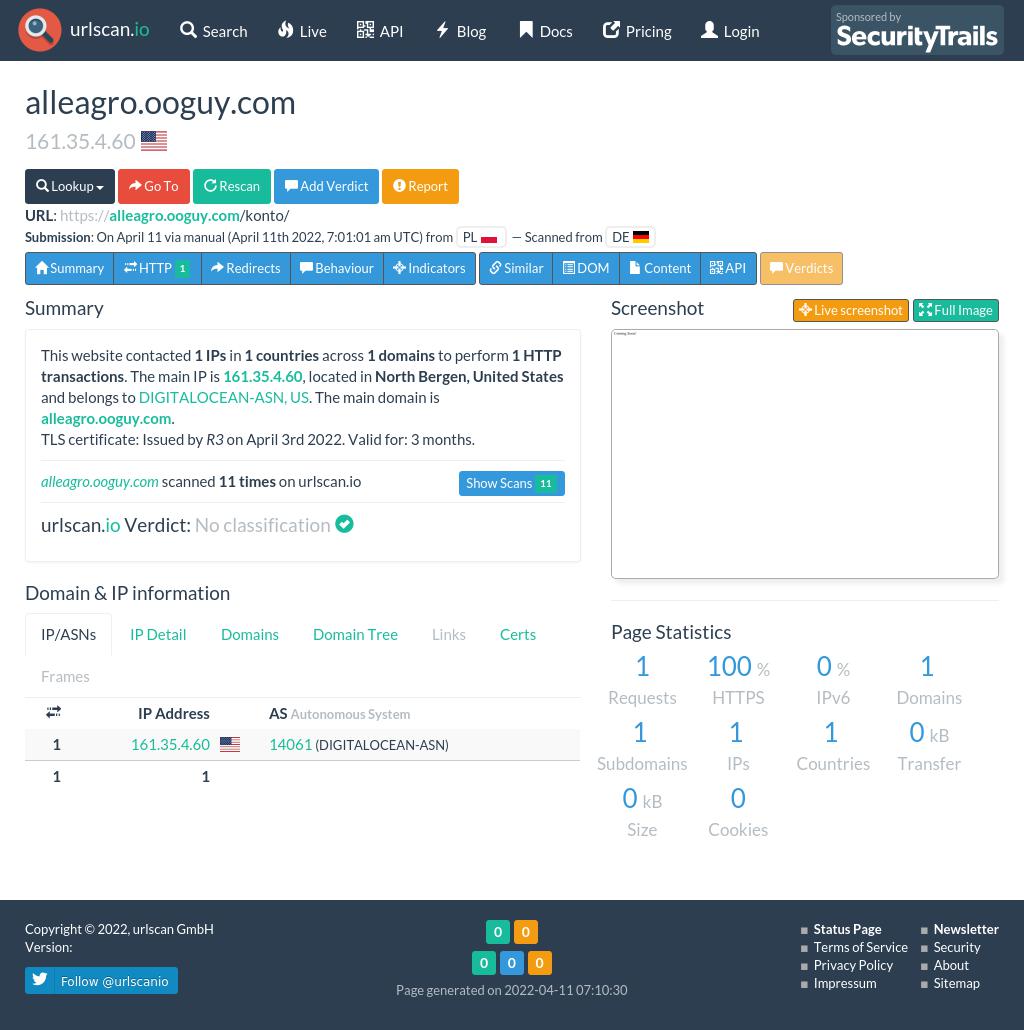 urlscan.io Search Live API Blog Docs Pricing Login Sponsored by SecurityTrails
alleagro.ooguy.com
161.35.4.60
Lookup Go To Rescan Add Verdict Report
URL: https://alleagro.ooguy.com/konto/
Submission: On April 11 via manual (April 11th 2022, 7:01:01 am UTC) from PL — Scanned from DE
Summary HTTP 1 Redirects Behaviour Indicators Similar DOM Content API Verdicts
Summary
This website contacted 1 IPs in 1 countries across 1 domains to perform 1 HTTP
transactions. The main IP is 161.35.4.60, located in North Bergen, United States
and belongs to DIGITALOCEAN-ASN, US. The main domain is
alleagro.ooguy.com.
TLS certificate: Issued by R3 on April 3rd 2022. Valid for: 3 months.
alleagro.ooguy.com scanned 11 times on urlscan.io Show Scans 11
urlscan.io Verdict: No classification
Screenshot Live screenshot Full Image
Domain & IP information
IP/ASNs IP Detail Domains Domain Tree Links Certs
Frames
IP Address AS Autonomous System
1 161.35.4.60 14061 (DIGITALOCEAN-ASN)
1 1
Page Statistics
1 100 % 0 % 1
Requests HTTPS IPv6 Domains
1 1 1 0 kB
Subdomains IPs Countries Transfer
0 kB 0
Size Cookies
Copyright © 2022, urlscan GmbH
Version:
Follow @urlscanio
0 0
0 0 0
Page generated on 2022-04-11 07:10:30
Status Page
Terms of Service
Privacy Policy
Impressum
Newsletter
Security
About
Sitemap